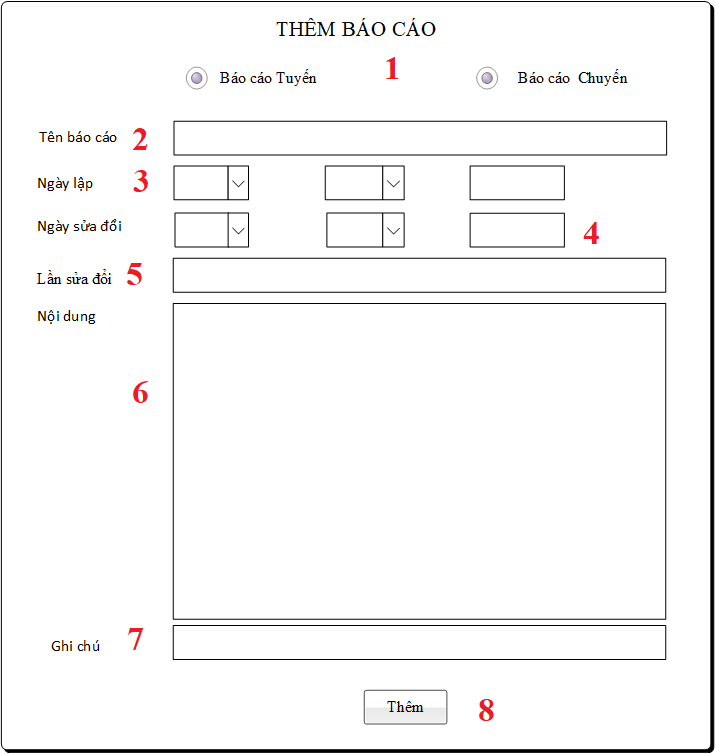 THÊM BÁO CÁO
Báo cáo Tuyến 1 Báo cáo Chuyến
Tên báo cáo 2
Ngày lập 3
Ngày sửa đổi 4
Lần sửa đổi 5
Nội dung
6
Ghi chú 7
Thêm 8